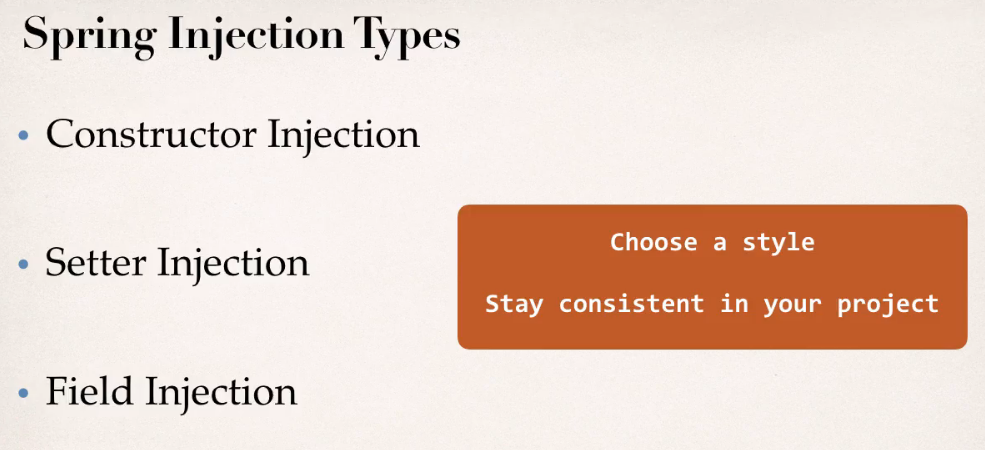 Spring Injection Types
• Constructor Injection
• Setter Injection
Choose a style
Stay consistent in your project
• Field Injection